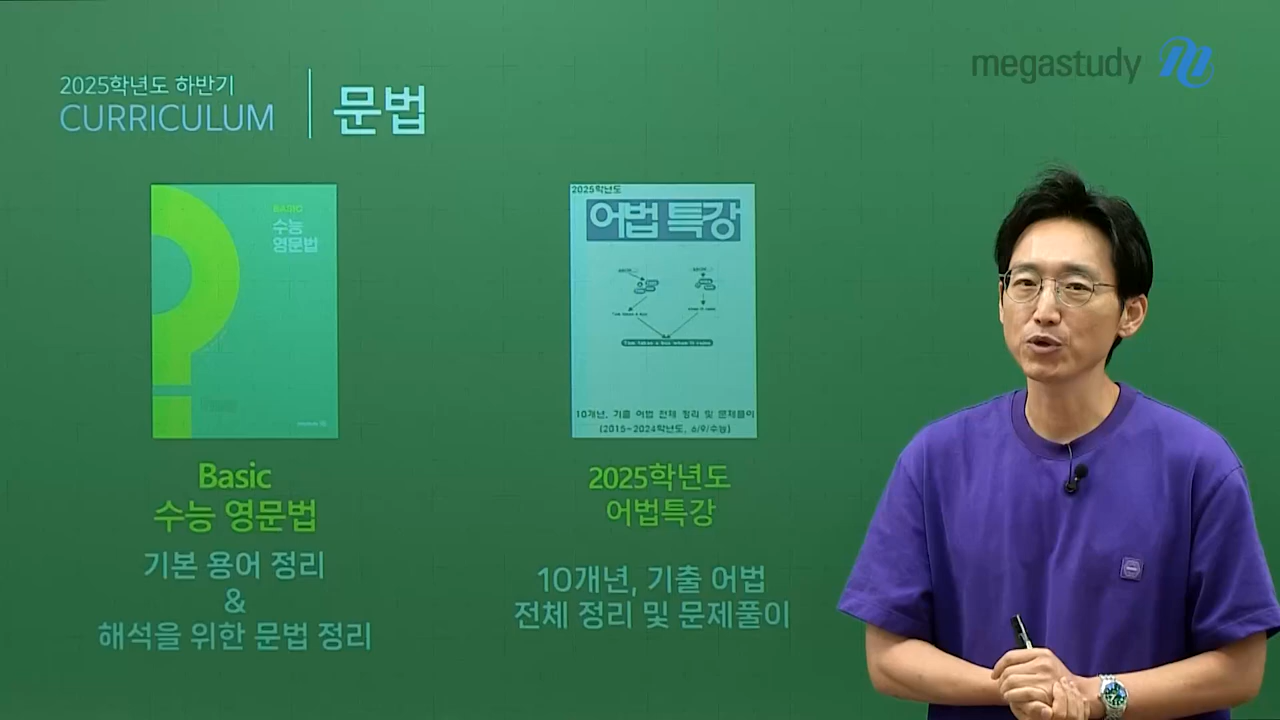 megastudy
2025학년도 하반기
CURRICULUM
문법
BASIC
수능
영문법
2025학년도
어법 특강
10개년, 기출 어법 전체 정리 및 문제풀이
(2015~2024학년도, 6/9/수능)
Basic
수능 영문법
기본 용어 정리
&
해석을 위한 문법 정리
2025학년도
어법특강
10개년, 기출 어법
전체 정리 및 문제풀이